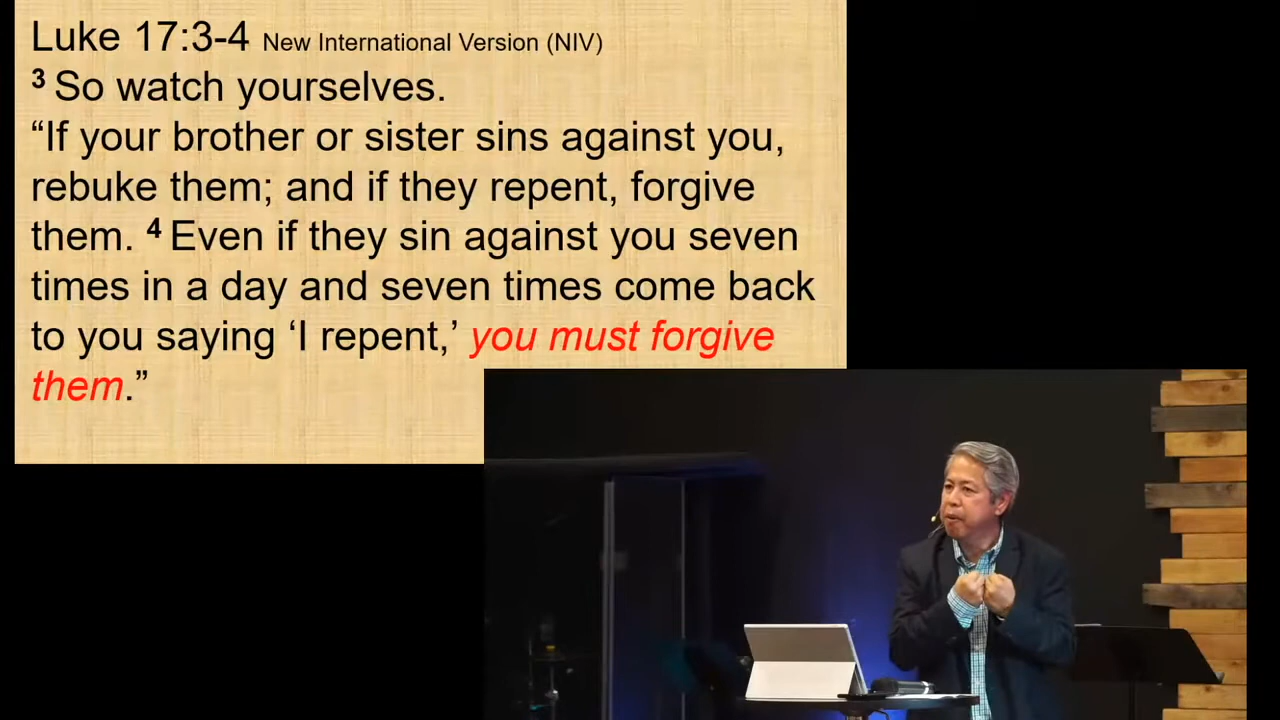 Luke 17:3-4 New International Version (NIV)
3 So watch yourselves.
“If your brother or sister sins against you,
rebuke them; and if they repent, forgive
them. 4 Even if they sin against you seven
times in a day and seven times come back
to you saying ‘I repent,’ you must forgive
them.”